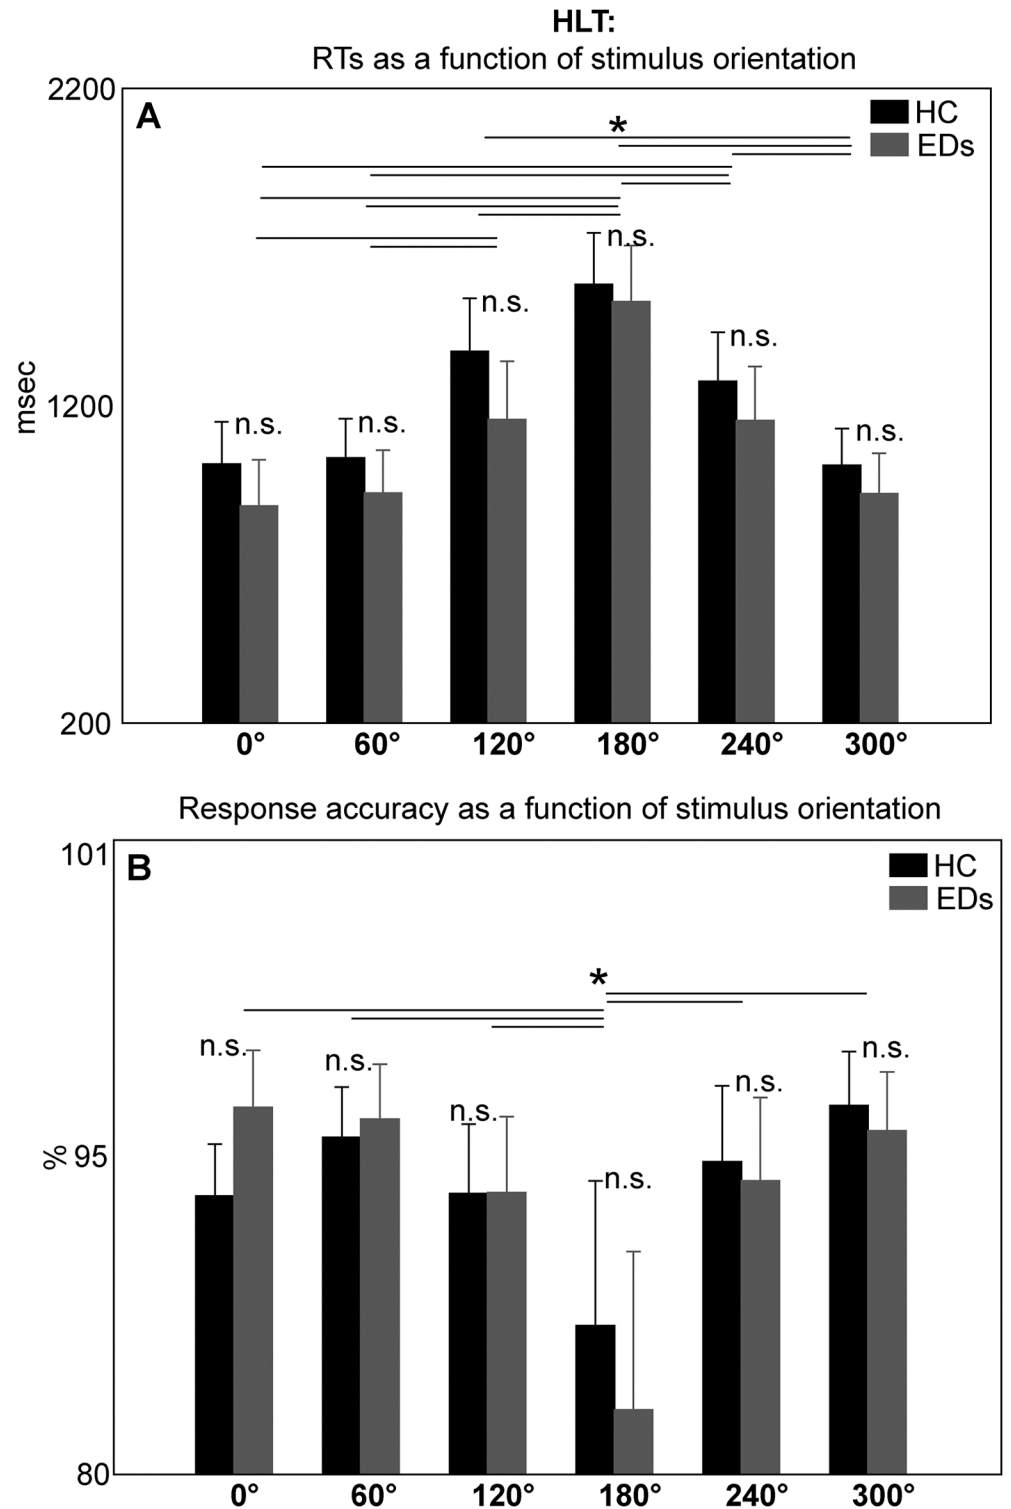 HLT:
RTs as a function of stimulus orientation
2200
A
*
HC
EDs
n.s.
n.s.
n.s.
msec
1200
n.s.
n.s.
n.s.
200
0° 60° 120° 180° 240° 300°
Response accuracy as a function of stimulus orientation
101
B
HC
EDs
*
n.s.
n.s.
n.s.
n.s.
n.s.
n.s.
% 95
80
0° 60° 120° 180° 240° 300°